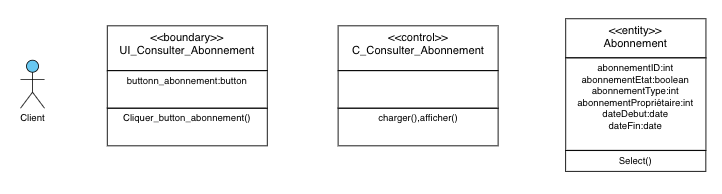 Client
<<boundary>>
UI_Consulter_Abonnement
buttonn_abonnement:button
Cliquer_button_abonnement()
<<control>>
C_Consulter_Abonnement
charger(),afficher()
<<entity>>
Abonnement
abonnementID:int
abonnementEtat:boolean
abonnementType:int
abonnementPropriétaire:int
dateDebut:date
dateFin:date
Select()